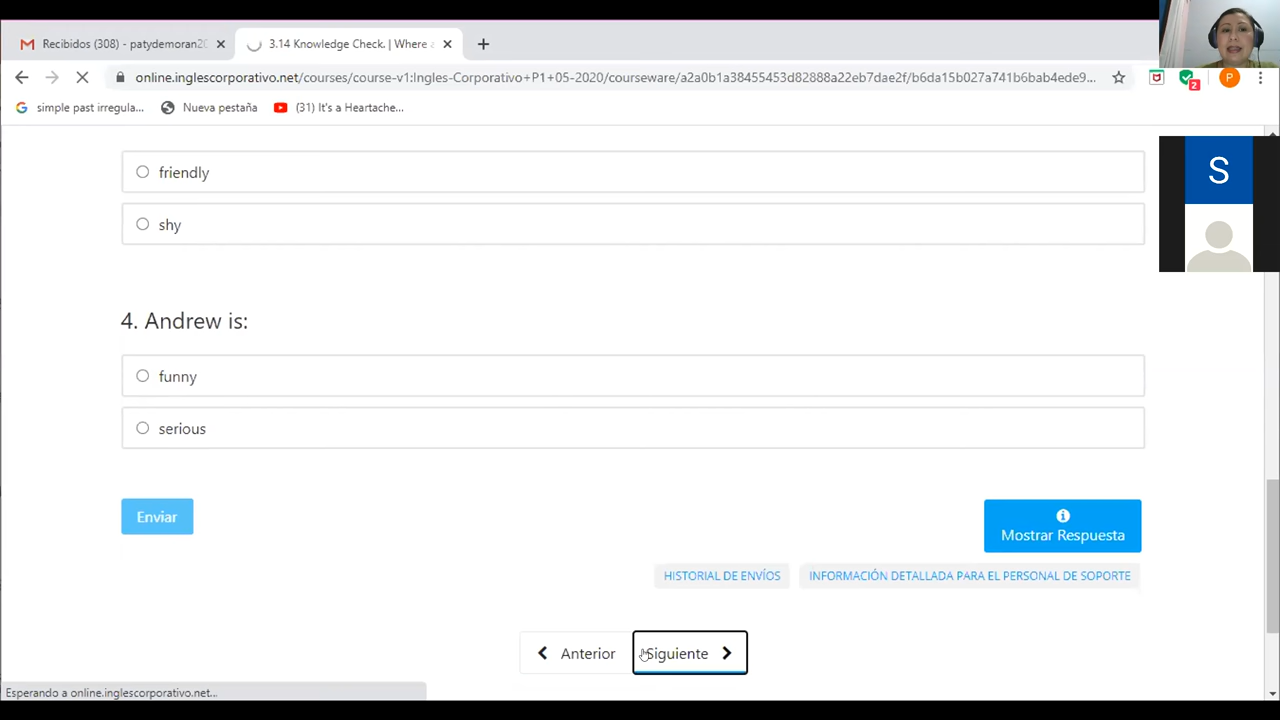 Recibidos (308) - patydemoran20
3.14 Knowledge Check. | Where a
online.inglescorporativo.net/courses/course-v1:Ingles-Corporativo+P1+05-2020/courseware/a2a0b1a38455453d82888a22eb7dae2f/b6da15b027a741b6bab4ede9...
2
P
simple past irregula...
Nueva pestaña
(31) It's a Heartache...
S
friendly
shy
4. Andrew is:
funny
serious
Enviar
Mostrar Respuesta
HISTORIAL DE ENVÍOS
INFORMACIÓN DETALLADA PARA EL PERSONAL DE SOPORTE
Anterior
Siguiente
Esperando a online.inglescorporativo.net...